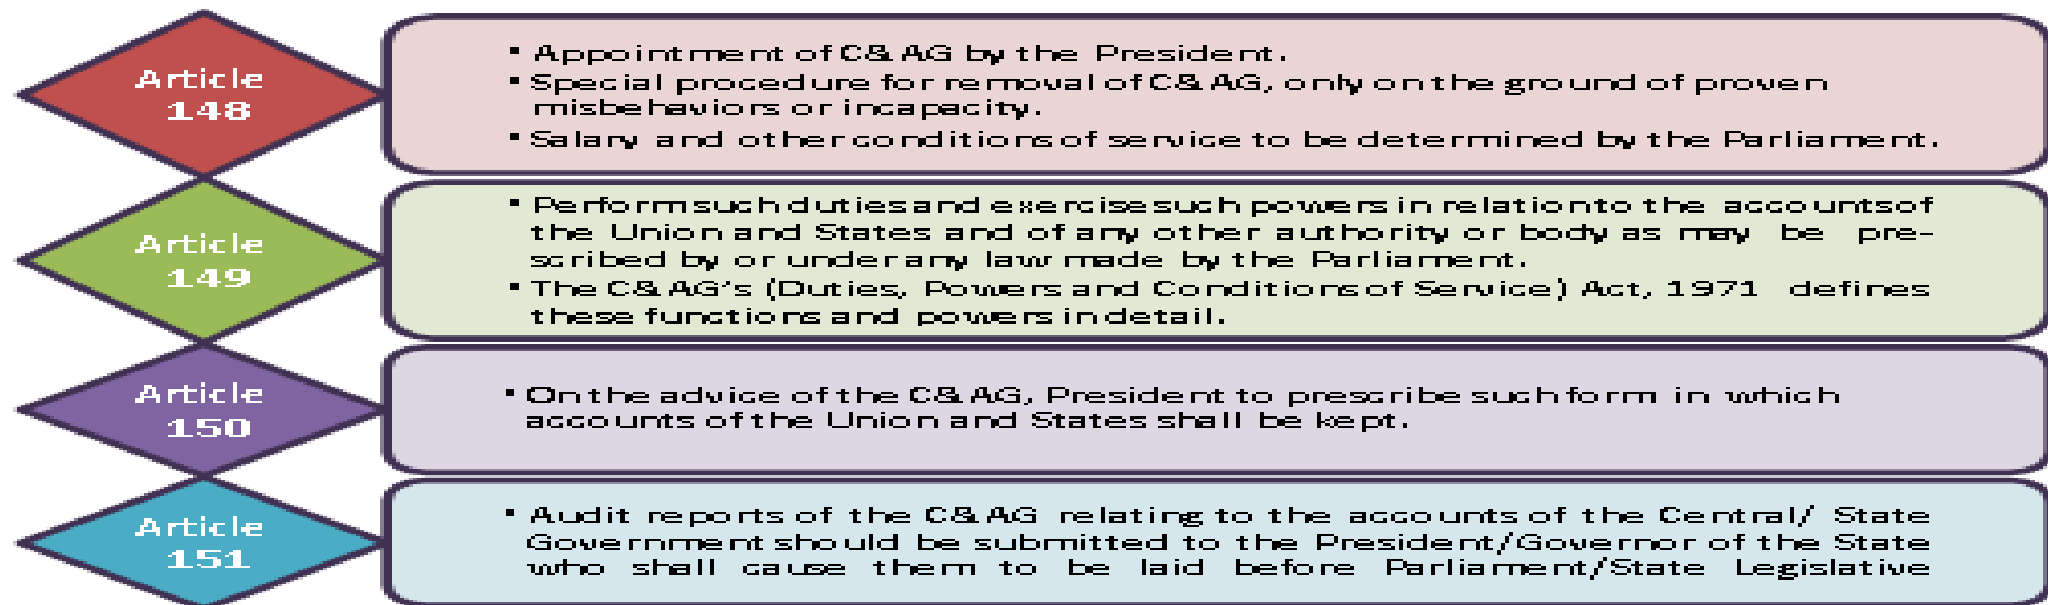 Article
148
▪ Appointment of C&AG by the President.
▪ Special procedure for removal of C&AG, only on the ground of proven
misbehaviors or incapacity.
▪ Salary and other conditions of service to be determined by the Parliament.
Article
149
▪ Perform such duties and exercise such powers in relation to the accounts of
the Union and States and of any other authority or body as may be pre-
scribed by or under any law made by the Parliament.
▪ The C&AG's (Duties, Powers and Conditions of Service) Act, 1971 defines
these functions and powers in detail.
Article
150
▪ On the advice of the C&AG, President to prescribe such form in which
accounts of the Union and States shall be kept.
Article
151
▪ Audit reports of the C&AG relating to the accounts of the Central/ State
Government should be submitted to the President/Governor of the State
who shall cause them to be laid before Parliament/State Legislative